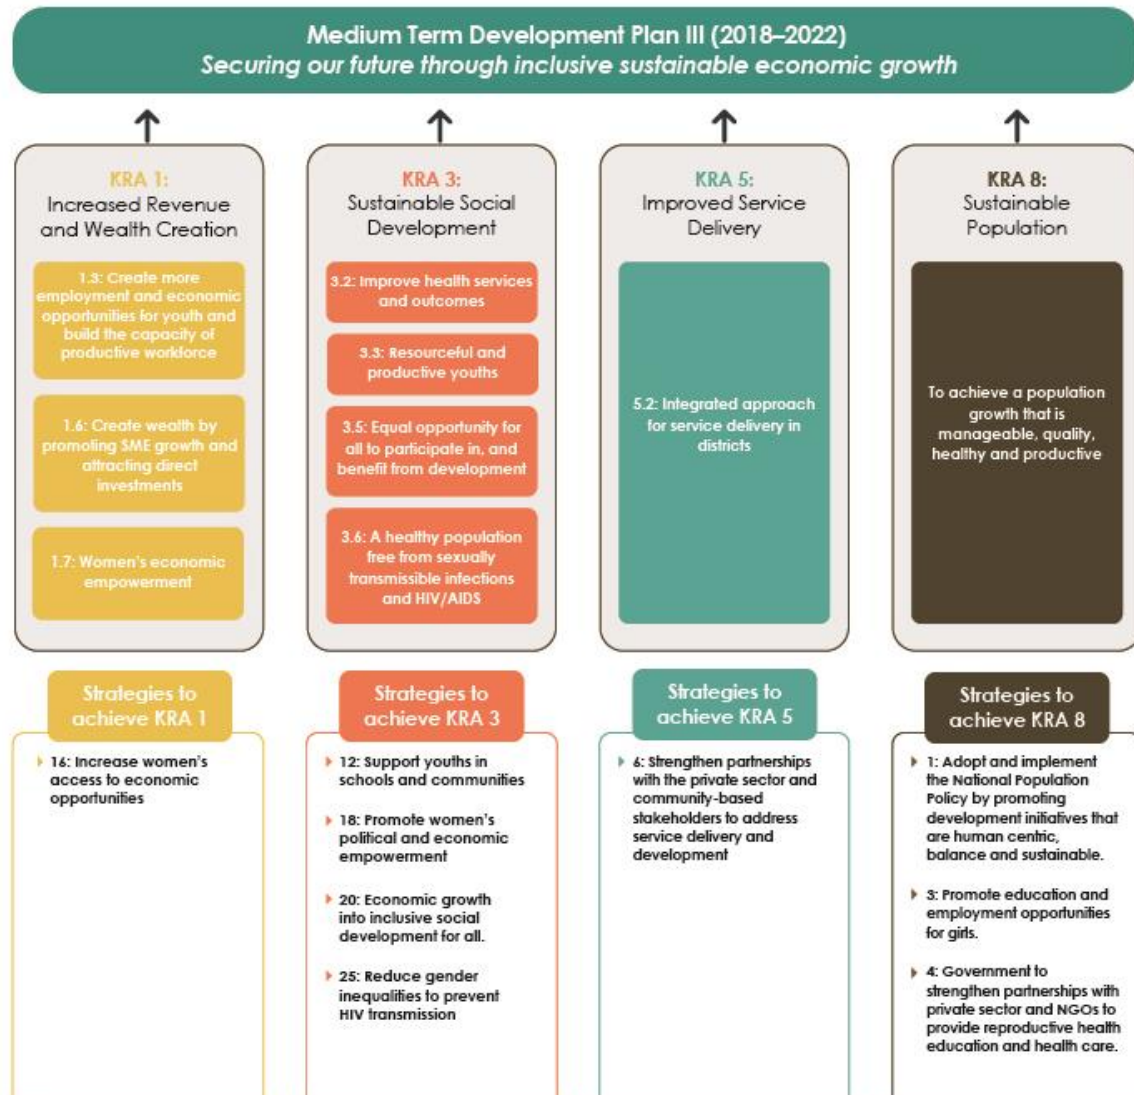 Medium Term Development Plan III (2018–2022)
Securing our future through inclusive sustainable economic growth
KRA 1:
Increased Revenue
and Wealth Creation
1.3: Create more
employment and economic
opportunities for youth and
build the capacity of
productive workforce
1.6: Create wealth by
promoting SME growth and
attracting direct
investments
1.7: Women's economic
empowerment
KRA 3:
Sustainable Social
Development
3.2: Improve health services
and outcomes
3.3: Resourceful and
productive youths
3.5: Equal opportunity for
all to participate in, and
benefit from development
3.6: A healthy population
free from sexually
transmissible infections
and HIV/AIDS
KRA 5:
Improved Service
Delivery
5.2: Integrated approach
for service delivery in
districts
KRA 8:
Sustainable
Population
To achieve a population
growth that is
manageable, quality,
healthy and productive
Strategies to
achieve KRA 1
16: Increase women's
access to economic
opportunities
Strategies to
achieve KRA 3
12: Support youths in
schools and communities
18: Promote women's
political and economic
empowerment
20: Economic growth
into inclusive social
development for all.
25: Reduce gender
inequalities to prevent
HIV transmission
Strategies to
achieve KRA 5
6: Strengthen partnerships
with the private sector and
community-based
stakeholders to address
service delivery and
development
Strategies to
achieve KRA 8
1: Adopt and implement
the National Population
Policy by promoting
development initiatives that
are human centric,
balance and sustainable.
3: Promote education and
employment opportunities
for girls.
4: Government to
strengthen partnerships with
private sector and NGOs to
provide reproductive health
education and health care.